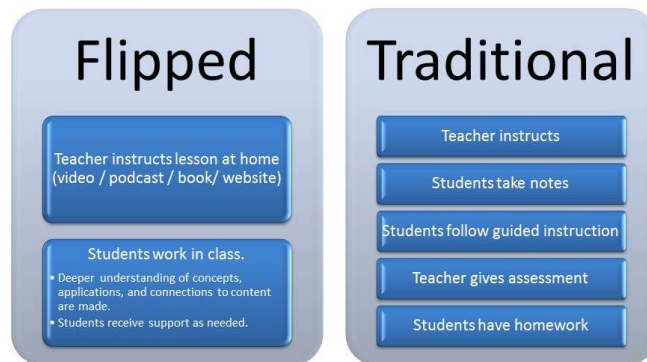 Flipped
Teacher instructs lesson at home
(video / podcast / book/ website)
Students work in class.
• Deeper understanding of concepts,
applications, and connections to content
are made.
• Students receive support as needed.
Traditional
Teacher instructs
Students take notes
Students follow guided instruction
Teacher gives assessment
Students have homework